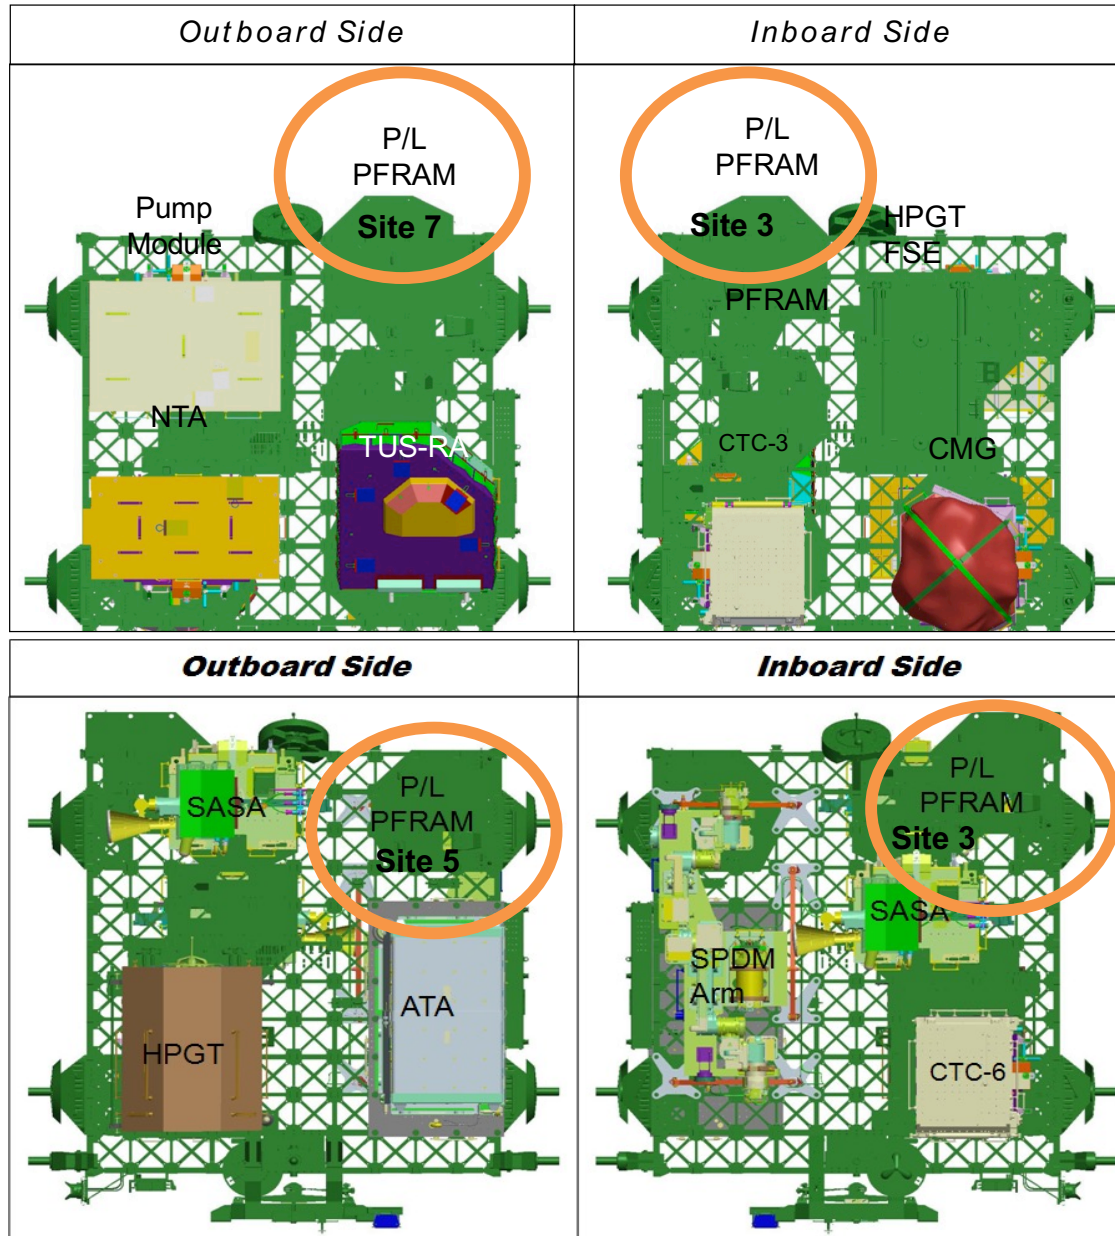 Outboard Side
Inboard Side
P/L
PFRAM
Site 7
Pump
Module
NTA
TUS-RA
P/L
PFRAM
Site 3
HPGT
FSE
PFRAM
CTC-3
CMG
Outboard Side
Inboard Side
SASA
P/L
PFRAM
Site 5
HPGT
ATA
P/L
PFRAM
Site 3
SASA
SPDM
Arm
CTC-6